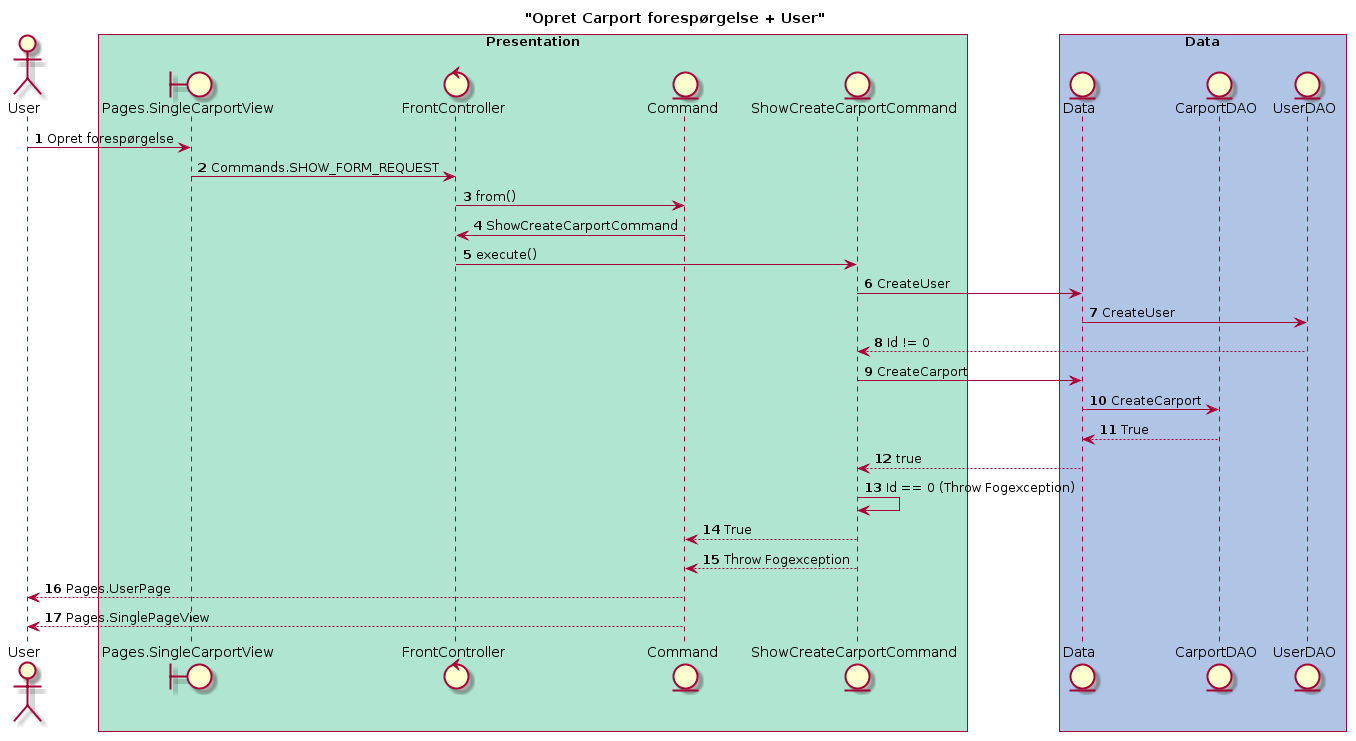 "Opret Carport forespørgelse + User"
Presentation
Data
User
Pages.SingleCarportView
FrontController
Command
ShowCreateCarportCommand
Data
CarportDAO
UserDAO
1 Opret forespørgelse
2 Commands.SHOW_FORM_REQUEST
3 from()
4 ShowCreateCarportCommand
5 execute()
6 CreateUser
7 CreateUser
8 Id != 0
9 CreateCarport
10 CreateCarport
11 True
12 true
13 Id == 0 (Throw Fogexception)
14 True
15 Throw Fogexception
16 Pages.UserPage
17 Pages.SinglePageView
User
Pages.SingleCarportView
FrontController
Command
ShowCreateCarportCommand
Data
CarportDAO
UserDAO